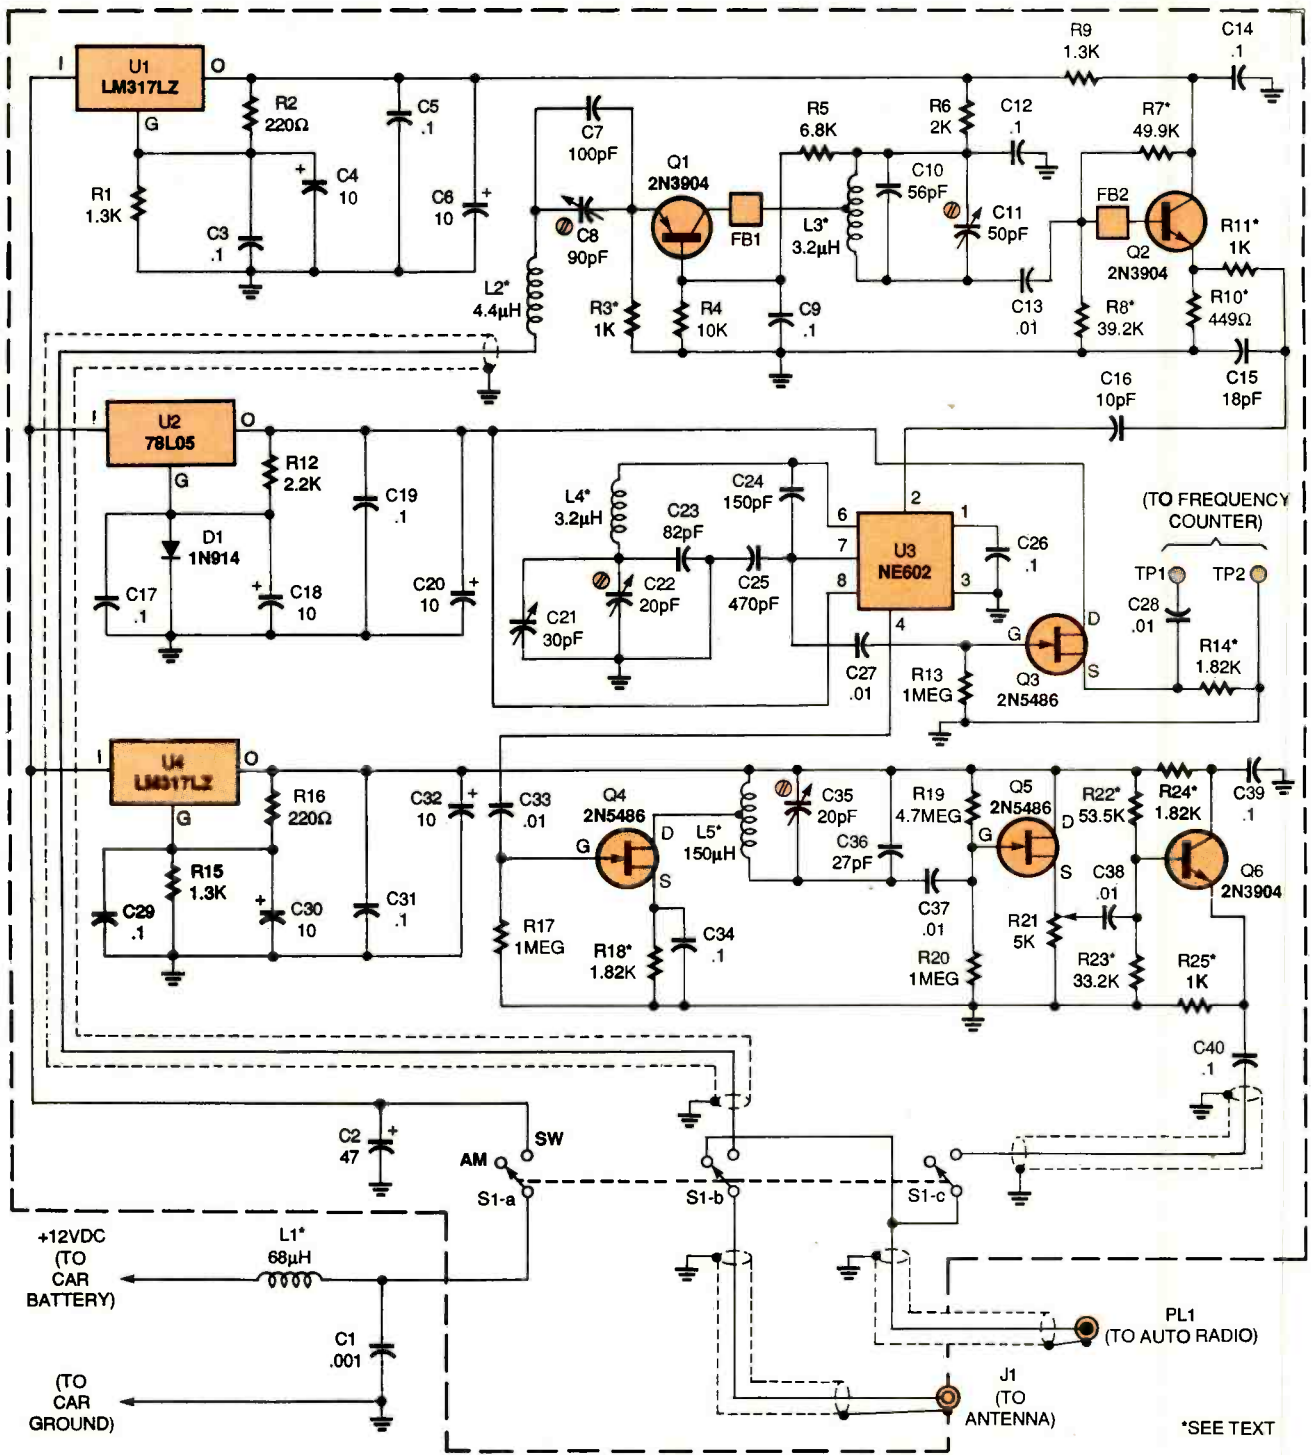 I
U1
LM317LZ
O
G
R1
1.3K
R2
220Ω
C3
.1
+
C4
10
C5
.1
C6
10
+
C7
100pF
C8
90pF
L2*
4.4µH
Q1
2N3904
FB1
R3*
1K
R4
10K
R5
6.8K
C9
.1
L3*
3.2µH
C10
56pF
R6
2K
C11
50pF
C12
.1
C13
.01
R9
1.3K
C14
.1
R7*
49.9K
FB2
Q2
2N3904
R8*
39.2K
R11*
1K
R10*
449Ω
C15
18pF
C16
10pF
I
U2
78L05
O
G
R12
2.2K
D1
1N914
C17
.1
+
C18
10
C19
.1
C20
10
+
L4*
3.2µH
C21
30pF
C22
20pF
C23
82pF
C24
150pF
C25
470pF
6
7
8
U3
NE602
2
1
3
4
C26
.1
C27
.01
R13
1MEG
G
D
S
Q3
2N5486
(TO FREQUENCY
COUNTER)
TP1
TP2
C28
.01
R14*
1.82K
I
U4
LM317LZ
O
G
R15
1.3K
R16
220Ω
C29
.1
+
C30
10
C31
.1
C32
10
+
C33
.01
R17
1MEG
Q4
2N5486
G
D
S
R18*
1.82K
C34
.1
L5*
150µH
C35
20pF
C36
27pF
C37
.01
R19
4.7MEG
R20
1MEG
Q5
2N5486
G
D
S
R21
5K
C38
.01
R22*
53.5K
R23*
33.2K
R24*
1.82K
C39
.1
Q6
2N3904
R25*
1K
C40
.1
C2
47
+
AM
SW
S1-a
S1-b
S1-c
+12VDC
(TO
CAR
BATTERY)
L1*
68µH
C1
.001
(TO
CAR
GROUND)
PL1
(TO AUTO RADIO)
J1
(TO
ANTENNA)
*SEE TEXT